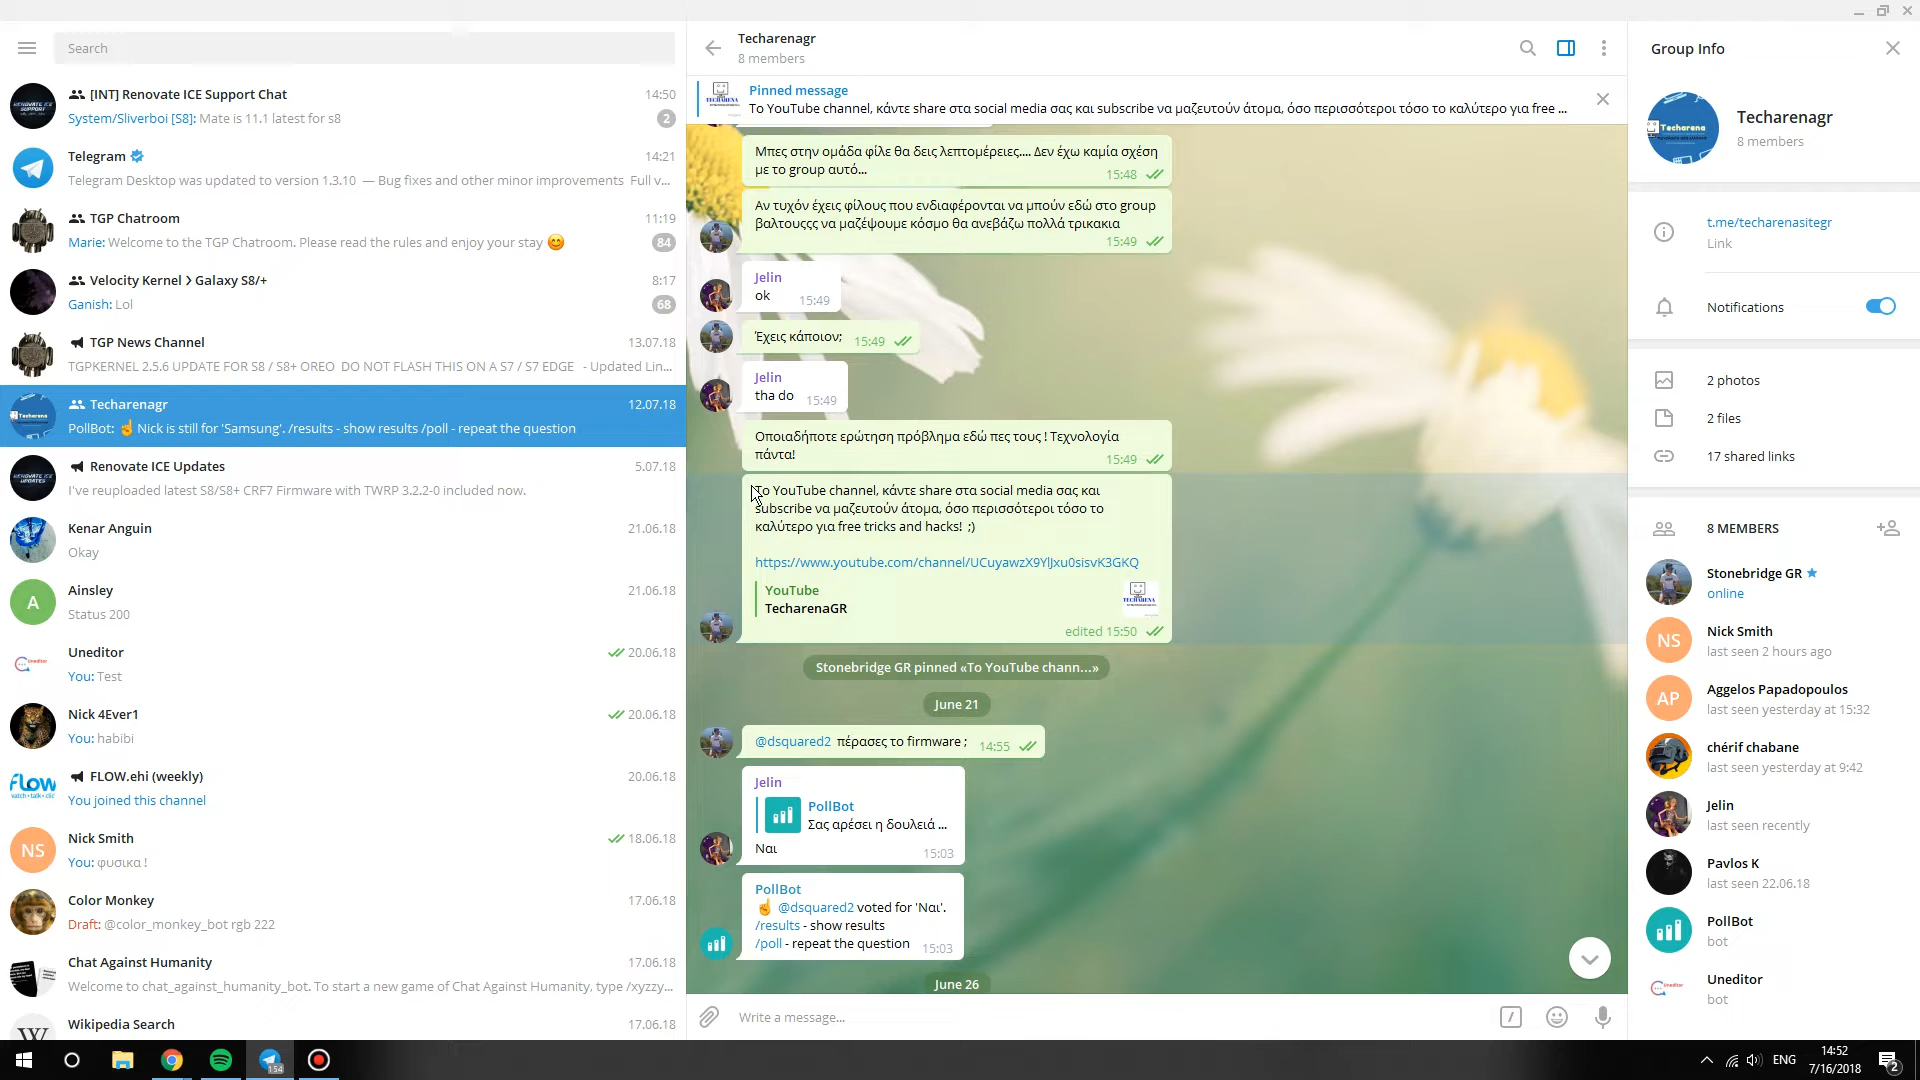 Search
[INT] Renovate ICE Support Chat
14:50
System/Sliverboi [S8]: Mate is 11.1 latest for s8
2
Telegram
14:21
Telegram Desktop was updated to version 1.3.10 — Bug fixes and other minor improvements Full v...
TGP Chatroom
11:19
Marie: Welcome to the TGP Chatroom. Please read the rules and enjoy your stay 😊
84
Velocity Kernel > Galaxy S8/+
8:17
Ganish: Lol
68
TGP News Channel
13.07.18
TGPKERNEL 2.5.6 UPDATE FOR S8 / S8+ OREO DO NOT FLASH THIS ON A S7 / S7 EDGE - Updated Lin...
Techarenagr
12.07.18
PollBot: ☝ Nick is still for 'Samsung'. /results - show results /poll - repeat the question
Renovate ICE Updates
5.07.18
I've reuploaded latest S8/S8+ CRF7 Firmware with TWRP 3.2.2-0 included now.
Kenar Anguin
21.06.18
Okay
A
Ainsley
21.06.18
Status 200
Uneditor
20.06.18
You: Test
Nick 4Ever1
20.06.18
You: habibi
flow
FLOW.ehi (weekly)
20.06.18
You joined this channel
NS
Nick Smith
18.06.18
You: φυσικα !
Color Monkey
17.06.18
Draft: @color_monkey_bot rgb 222
Chat Against Humanity
17.06.18
Welcome to chat_against_humanity_bot. To start a new game of Chat Against Humanity, type /xyzzy...
W
Wikipedia Search
17.06.18
Techarenagr
8 members
Pinned message
Το YouTube channel, κάντε share στα social media σας και subscribe να μαζευτούν άτομα, όσο περισσότεροι τόσο το καλύτερο για free ...
Μπες στην ομάδα φίλε θα δεις λεπτομέρειες.... Δεν έχω καμία σχέση
με το group αυτό...
15:48
Αν τυχόν έχεις φίλους που ενδιαφέρονται να μπούν εδώ στο group
βαλτουςςς να μαζέψουμε κόσμο θα ανεβάζω πολλά τρικακια
15:49
Jelin
ok
15:49
Έχεις κάποιον;
15:49
Jelin
tha do
15:49
Οποιαδήποτε ερώτηση πρόβλημα εδώ πες τους ! Τεχνολογία
πάντα!
15:49
Το YouTube channel, κάντε share στα social media σας και
subscribe να μαζευτούν άτομα, όσο περισσότεροι τόσο το
καλύτερο για free tricks and hacks! ;)
https://www.youtube.com/channel/UCuyawzX9YlJxu0sisvK3GKQ
YouTube
TecharenaGR
TECHARENA
edited 15:50
Stonebridge GR pinned «Το YouTube chann...»
June 21
@dsquared2 πέρασες το firmware ;
14:55
Jelin
PollBot
Σας αρέσει η δουλειά ...
Ναι
15:03
PollBot
☝ @dsquared2 voted for 'Ναι'.
/results - show results
/poll - repeat the question
15:03
June 26
Write a message...
Group Info
Techarena
Techarenagr
8 members
t.me/techarenasitegr
Link
Notifications
2 photos
2 files
17 shared links
8 MEMBERS
Stonebridge GR
online
NS
Nick Smith
last seen 2 hours ago
AP
Aggelos Papadopoulos
last seen yesterday at 15:32
chérif chabane
last seen yesterday at 9:42
Jelin
last seen recently
Pavlos K
last seen 22.06.18
PollBot
bot
Uneditor
bot
154
ENG
14:52
7/16/2018
2